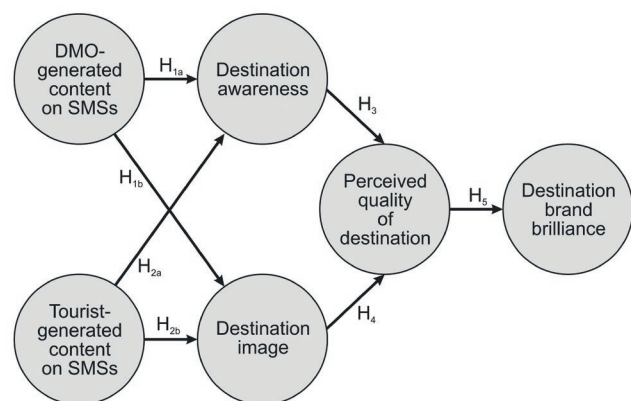 DMO-
generated
content
on SMSs
H1a
Destination
awareness
H3
H1b
Perceived
quality
of
destination
H5
Destination
brand
brilliance
H2a
Tourist-
generated
content
on SMSs
H2b
Destination
image
H4